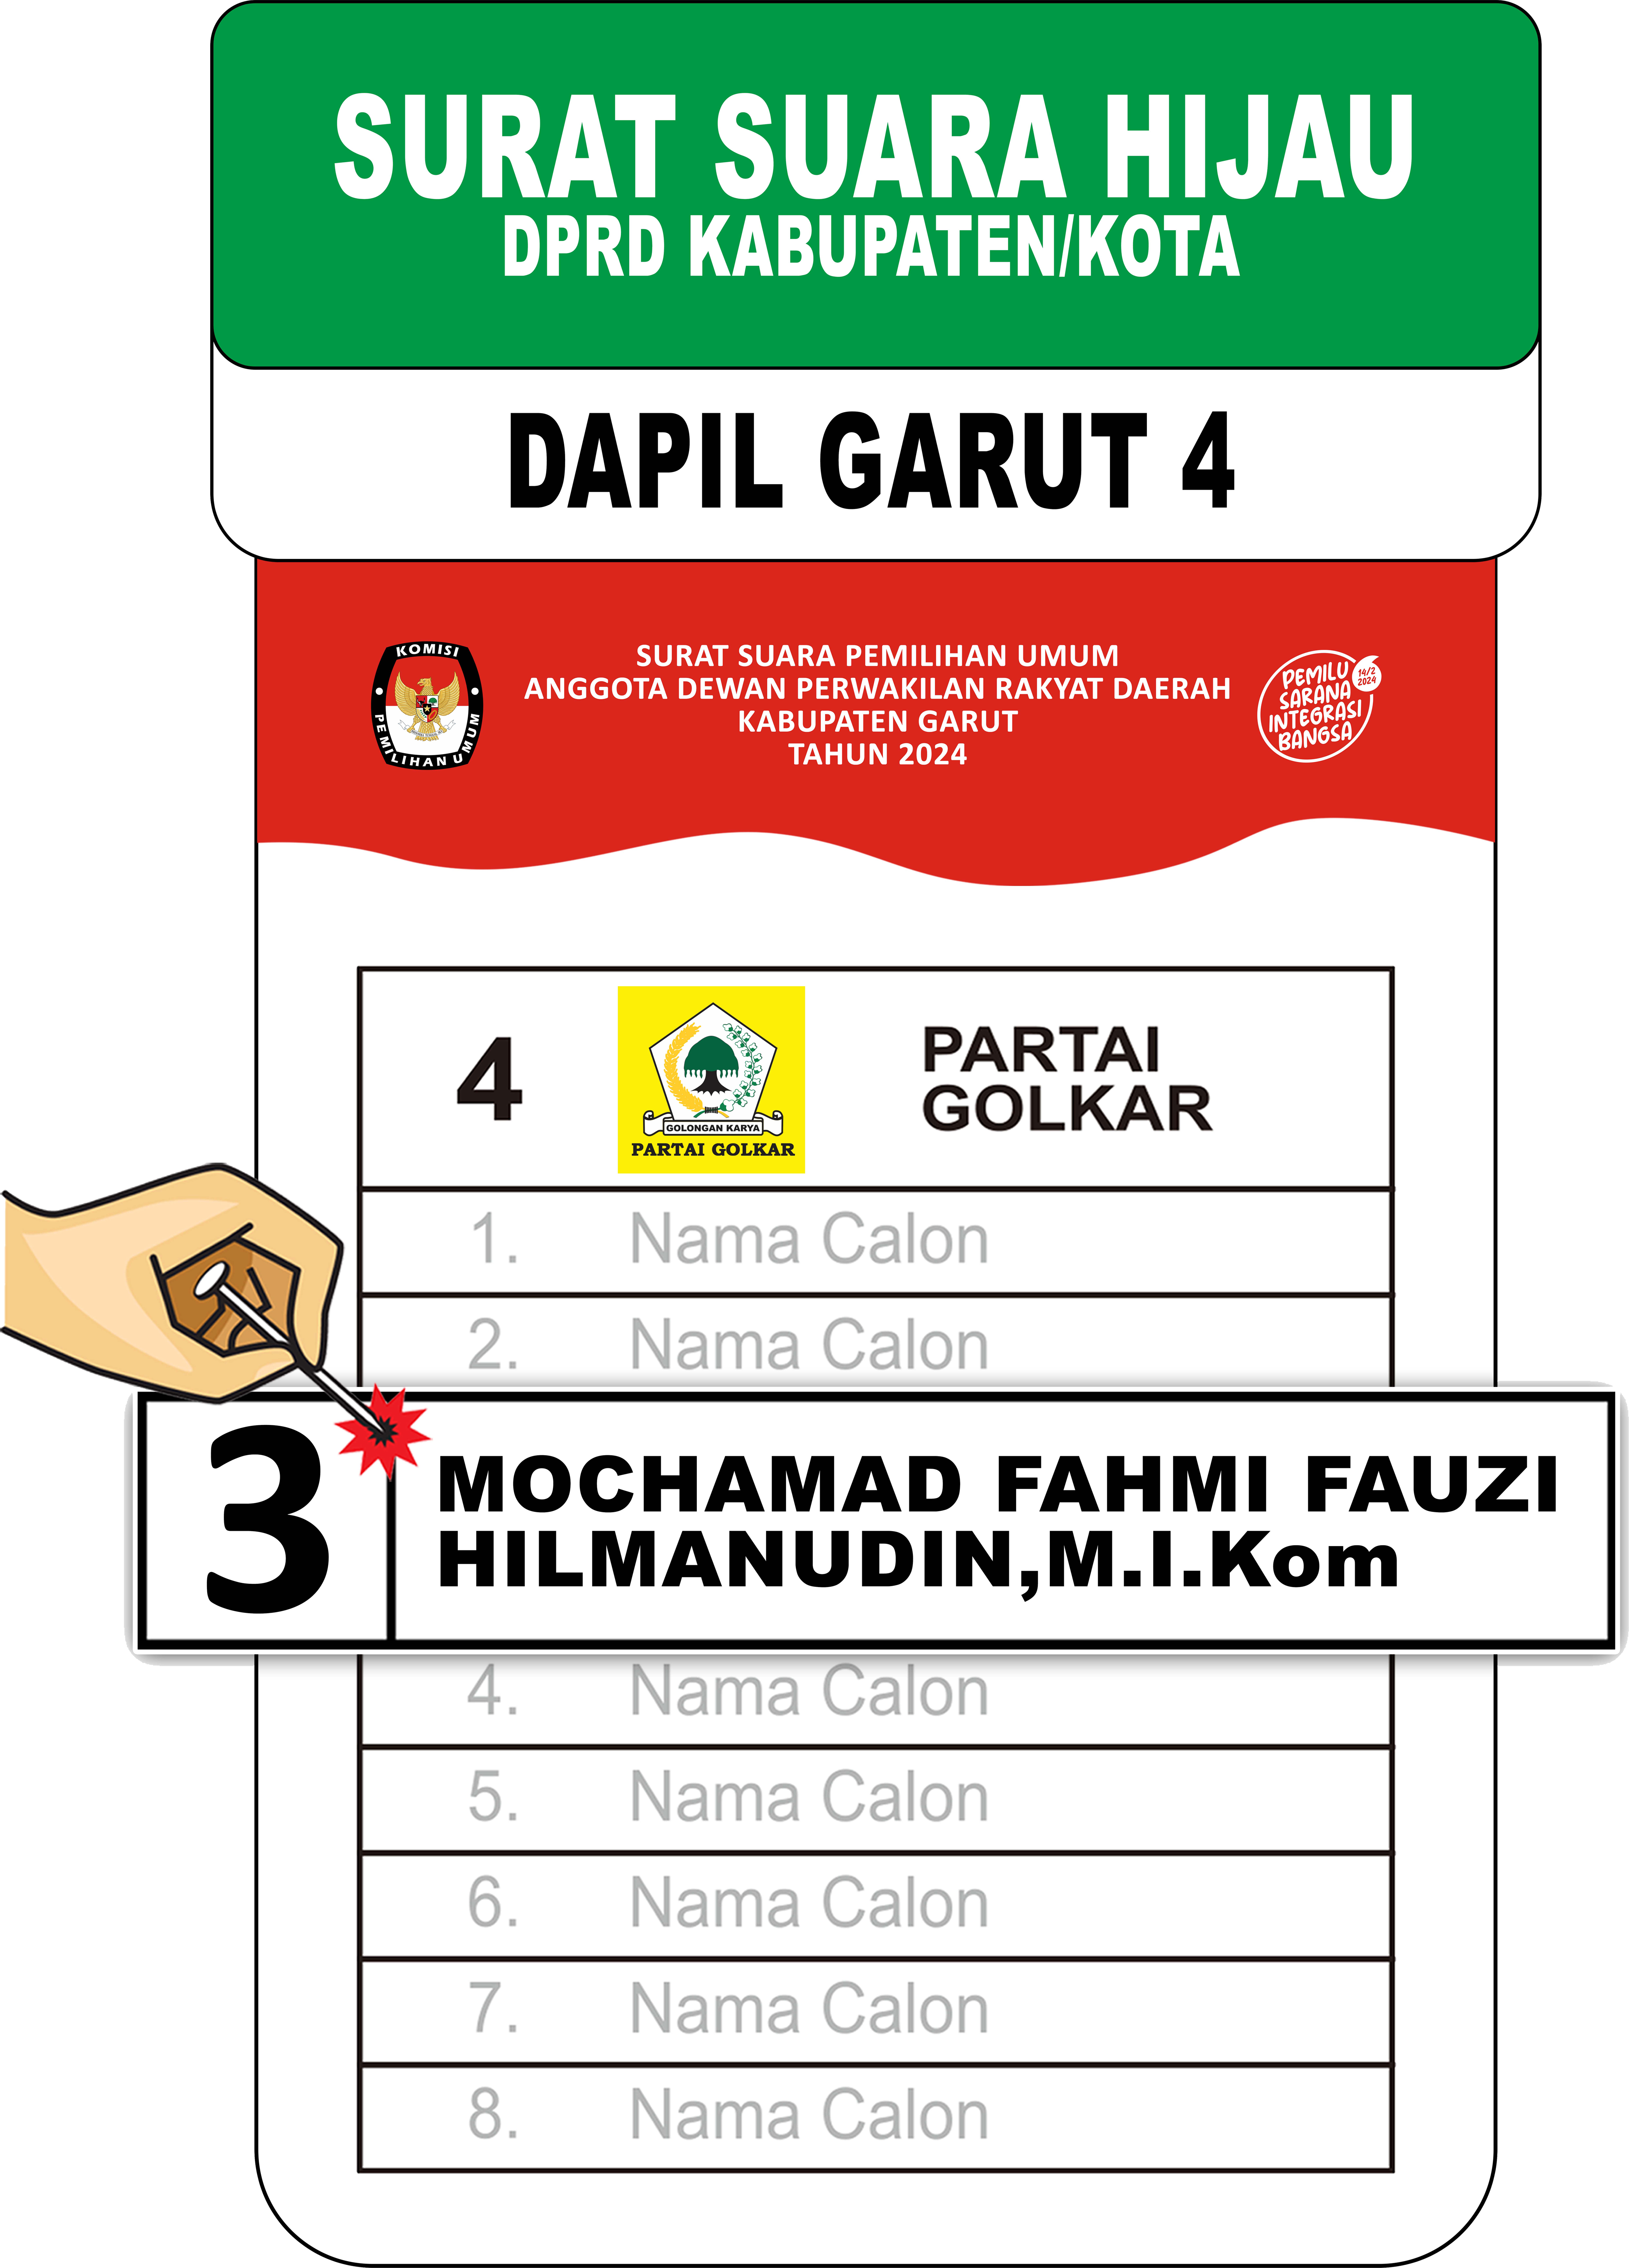 SURAT SUARA HIJAU
DPRD KABUPATEN/KOTA
DAPIL GARUT 4
KOMISI
PEMILIHAN UMUM
SURAT SUARA PEMILIHAN UMUM
ANGGOTA DEWAN PERWAKILAN RAKYAT DAERAH
KABUPATEN GARUT
TAHUN 2024
PEMILU
SARANA
INTEGRASI
BANGSA
14/2
2024
4
GOLONGAN KARYA
PARTAI GOLKAR
PARTAI
GOLKAR
1. Nama Calon
2. Nama Calon
3
MOCHAMAD FAHMI FAUZI
HILMANUDIN,M.I.Kom
4. Nama Calon
5. Nama Calon
6. Nama Calon
7. Nama Calon
8. Nama Calon